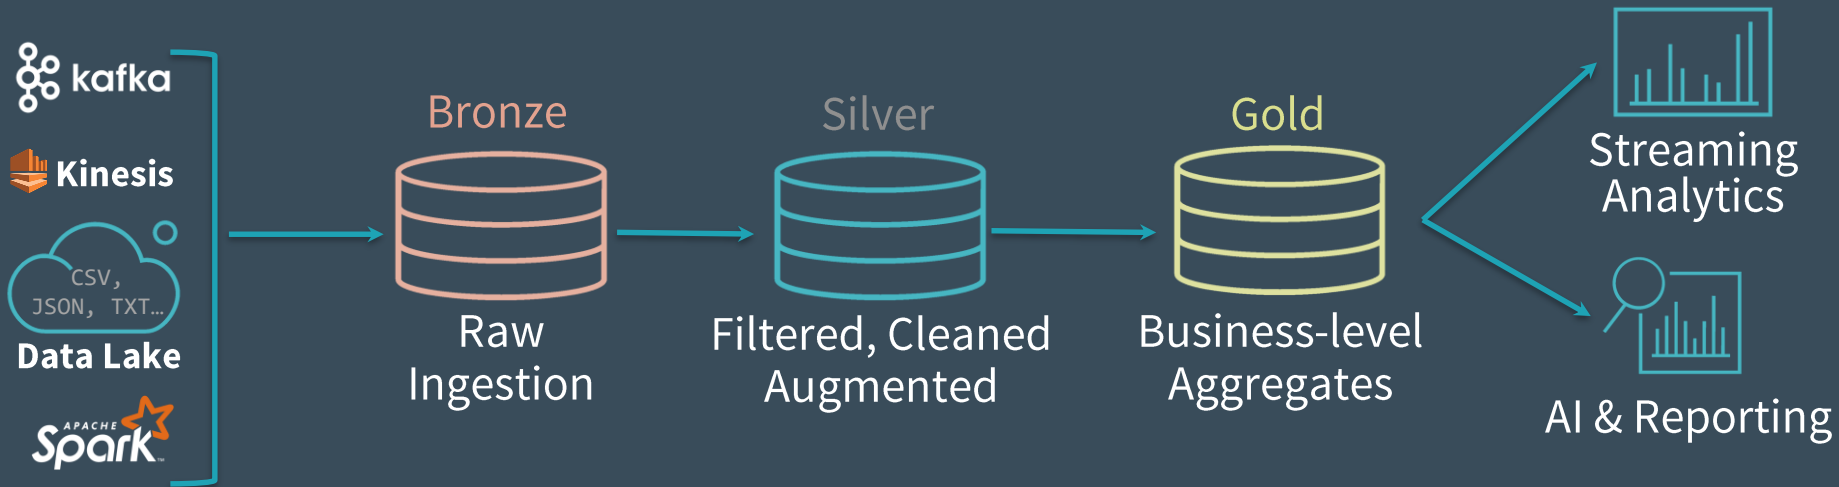 kafka
Kinesis
CSV,
JSON, TXT…
Data Lake
APACHE
Spark™
Bronze
Raw
Ingestion
Silver
Filtered, Cleaned
Augmented
Gold
Business-level
Aggregates
Streaming
Analytics
AI & Reporting